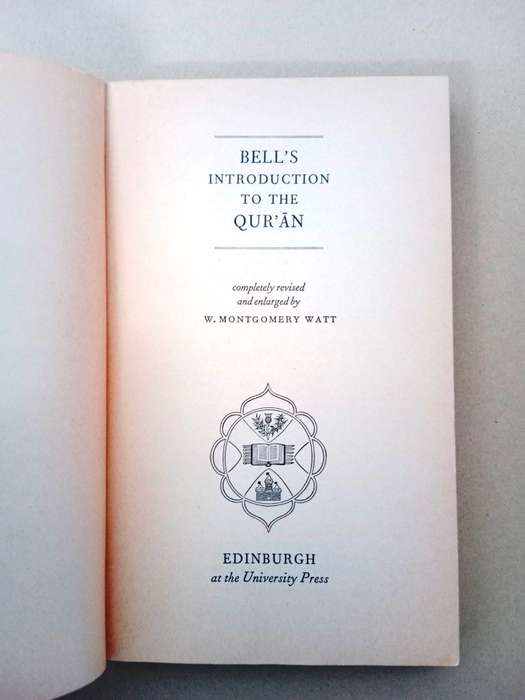 BELL'S
INTRODUCTION
TO THE
QUR'ĀN
completely revised
and enlarged by
W. MONTGOMERY WATT
EDINBURGH
at the University Press